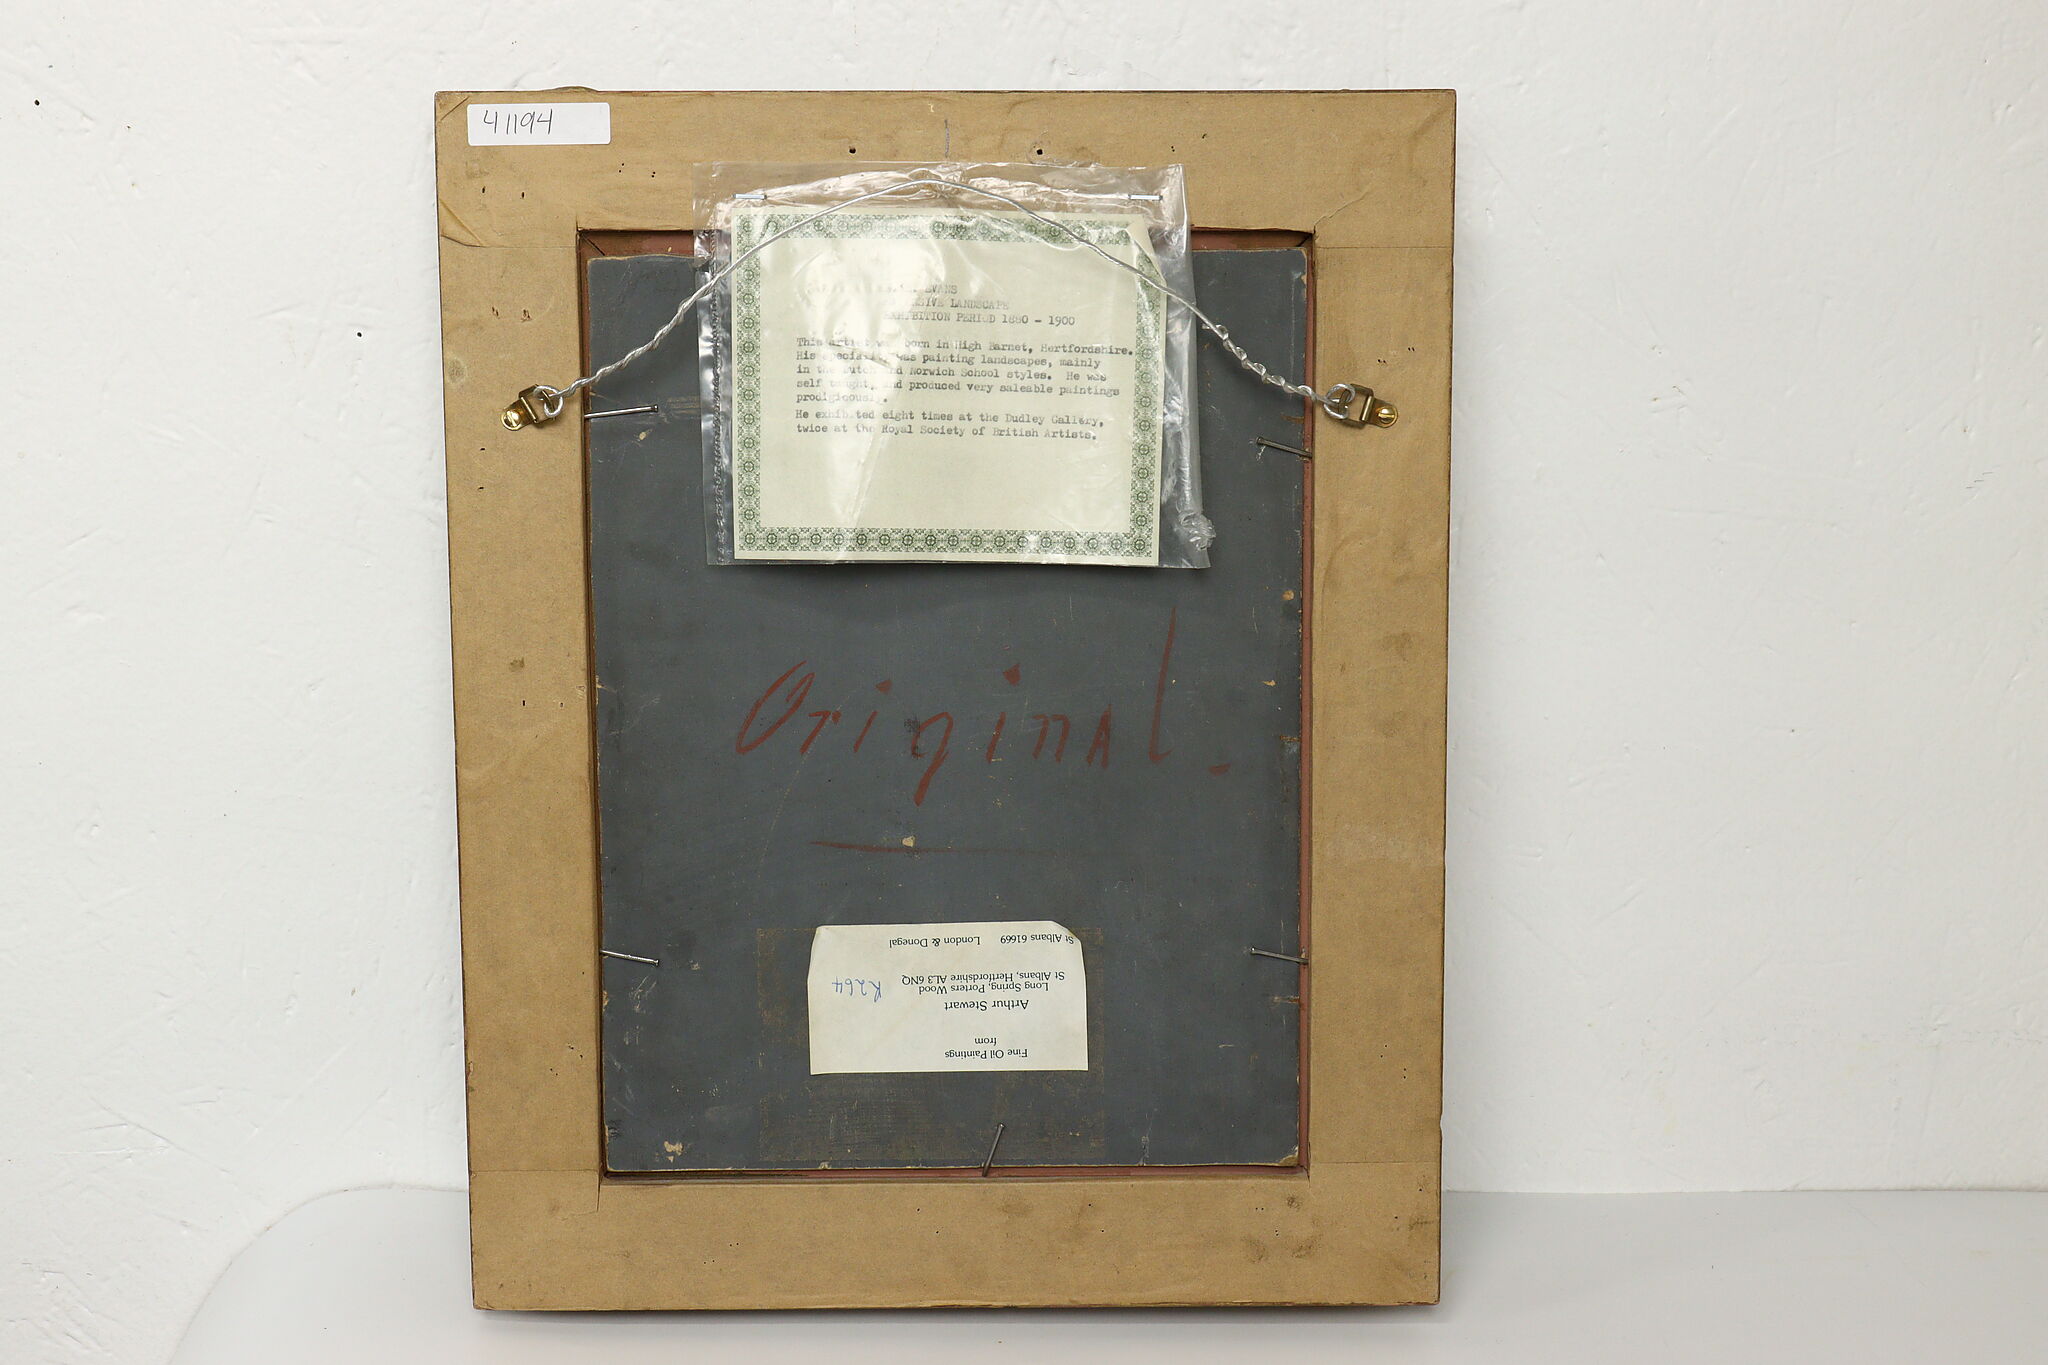 41194
EVANS
LANDSCAPE
EXHIBITION PERIOD 1880 - 1900
This artist was born in High Barnet, Hertfordshire.
His speciality was painting landscapes, mainly
in the Dutch and Norwich School styles. He was
self taught, and produced very saleable paintings
prodigiously.
He exhibited eight times at the Dudley Gallery,
twice at the Royal Society of British Artists.
Original.
Fine Oil Paintings
from
Arthur Stewart
Long Spring, Porters Wood
St Albans, Hertfordshire AL3 6NQ
K264
St Albans 61669 London & Donegal